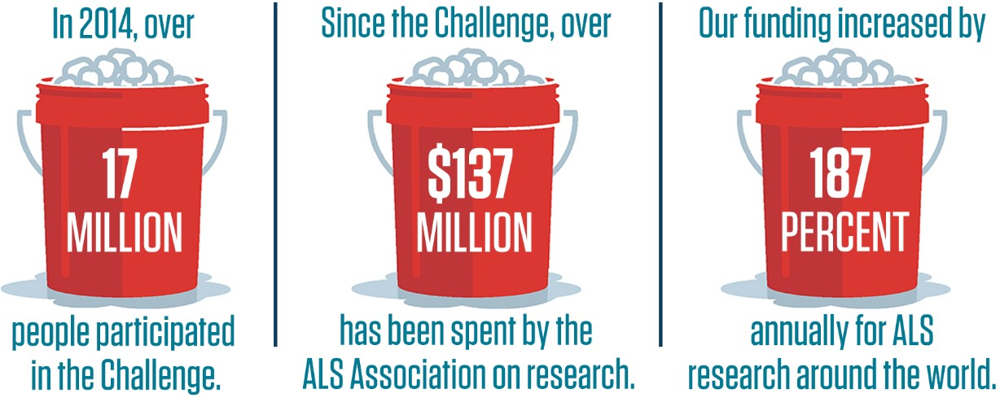 In 2014, over
17
MILLION
people participated
in the Challenge.
Since the Challenge, over
$137
MILLION
has been spent by the
ALS Association on research.
Our funding increased by
187
PERCENT
annually for ALS
research around the world.